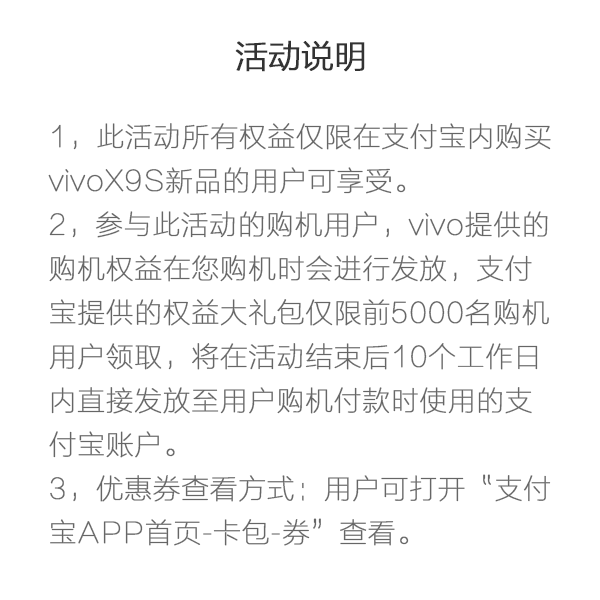 活动说明
1，此活动所有权益仅限在支付宝内购买
vivoX9S新品的用户可享受。
2，参与此活动的购机用户，vivo提供的
购机权益在您购机时会进行发放，支付
宝提供的权益大礼包仅限前5000名购机
用户领取，将在活动结束后10个工作日
内直接发放至用户购机付款时使用的支
付宝账户。
3，优惠券查看方式；用户可打开“支付
宝APP首页-卡包-券”查看。